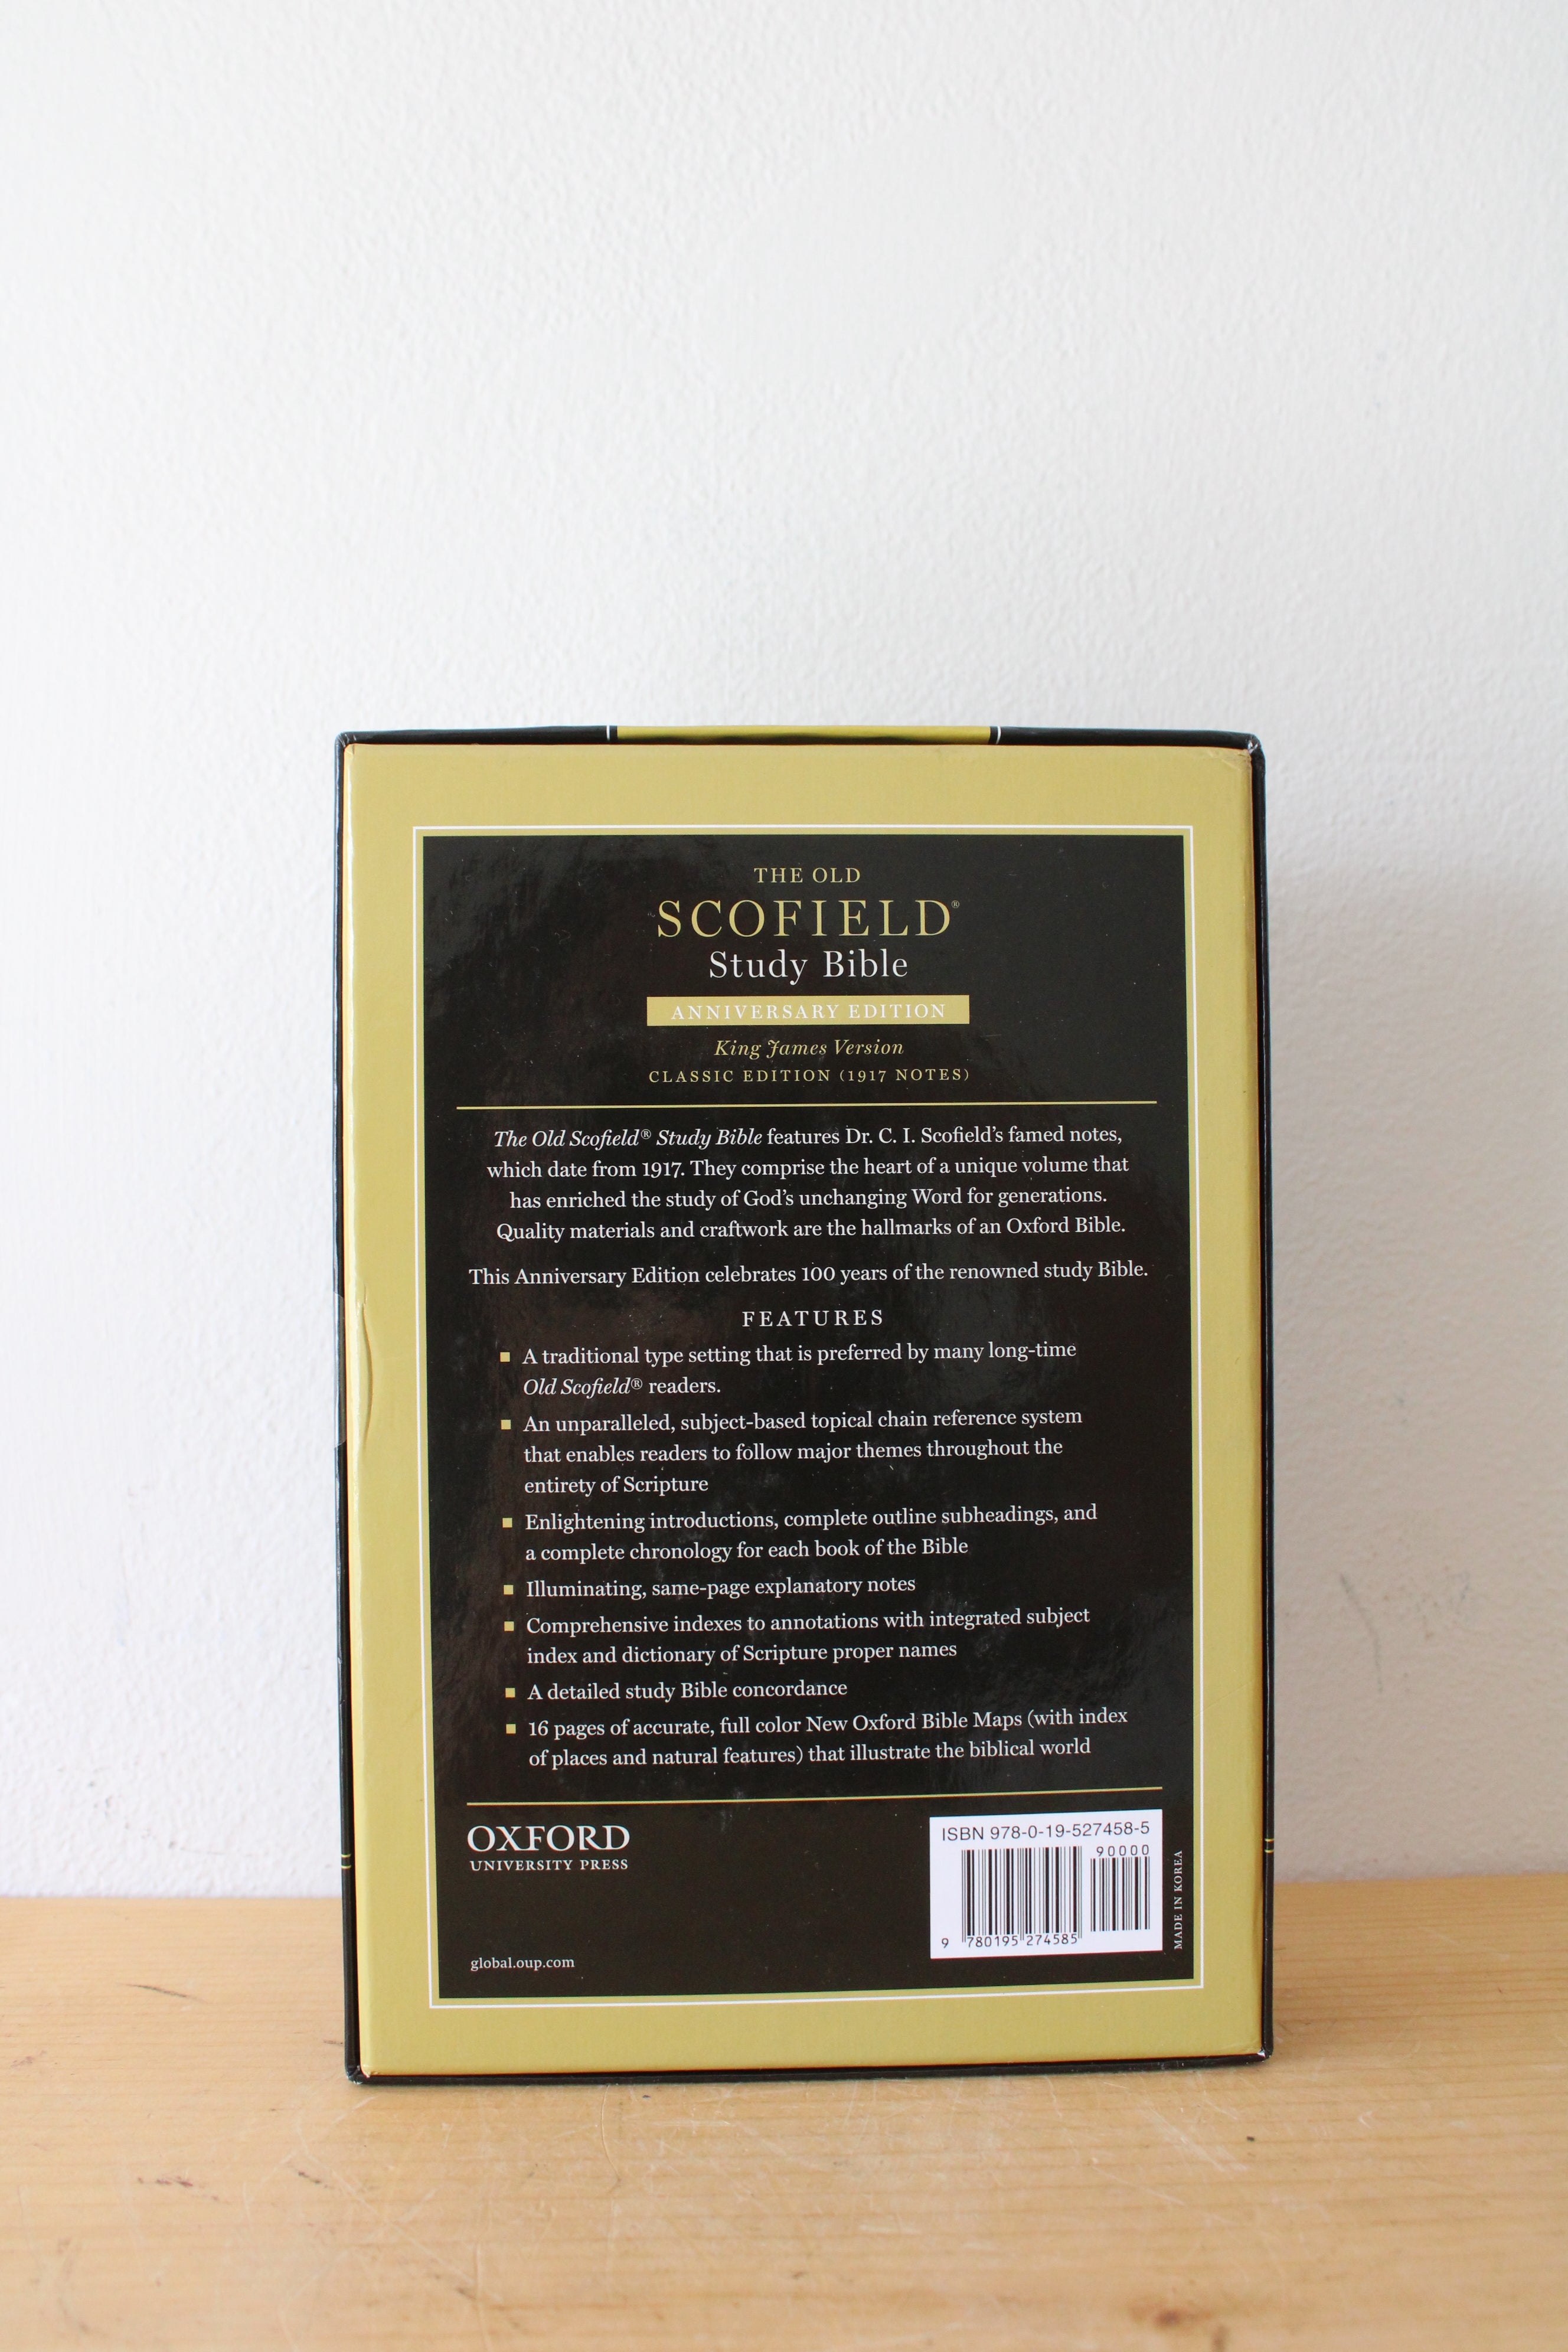 THE OLD
SCOFIELD®
Study Bible
ANNIVERSARY EDITION
King James Version
CLASSIC EDITION (1917 NOTES)
The Old Scofield® Study Bible features Dr. C. I. Scofield's famed notes,
which date from 1917. They comprise the heart of a unique volume that
has enriched the study of God's unchanging Word for generations.
Quality materials and craftwork are the hallmarks of an Oxford Bible.
This Anniversary Edition celebrates 100 years of the renowned study Bible.
FEATURES
■ A traditional type setting that is preferred by many long-time
Old Scofield® readers.
■ An unparalleled, subject-based topical chain reference system
that enables readers to follow major themes throughout the
entirety of Scripture
■ Enlightening introductions, complete outline subheadings, and
a complete chronology for each book of the Bible
■ Illuminating, same-page explanatory notes
■ Comprehensive indexes to annotations with integrated subject
index and dictionary of Scripture proper names
■ A detailed study Bible concordance
■ 16 pages of accurate, full color New Oxford Bible Maps (with index
of places and natural features) that illustrate the biblical world
OXFORD
UNIVERSITY PRESS
global.oup.com
ISBN 978-0-19-527458-5
90000
9 780195 274585
MADE IN KOREA